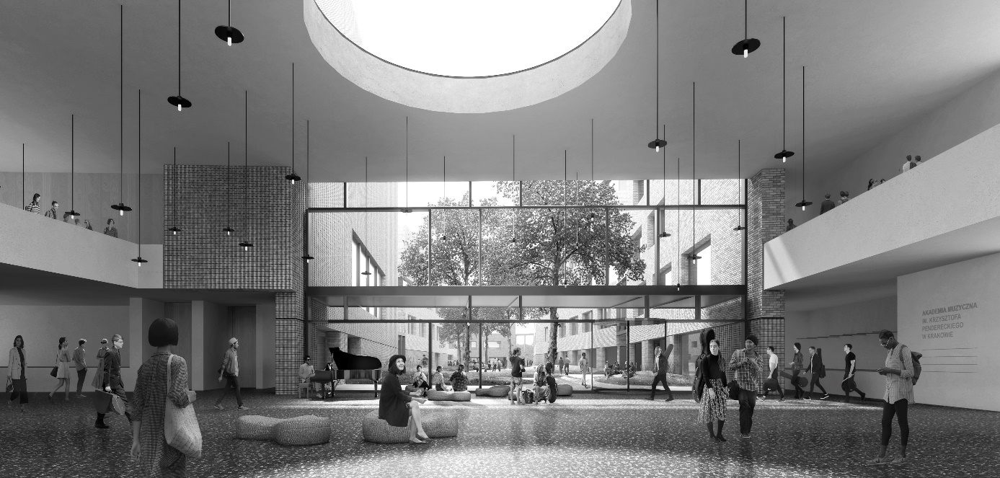 AKADEMIA MUZYCZNA
IM. KRZYSZTOFA
PENDERECKIEGO
W KRAKOWIE